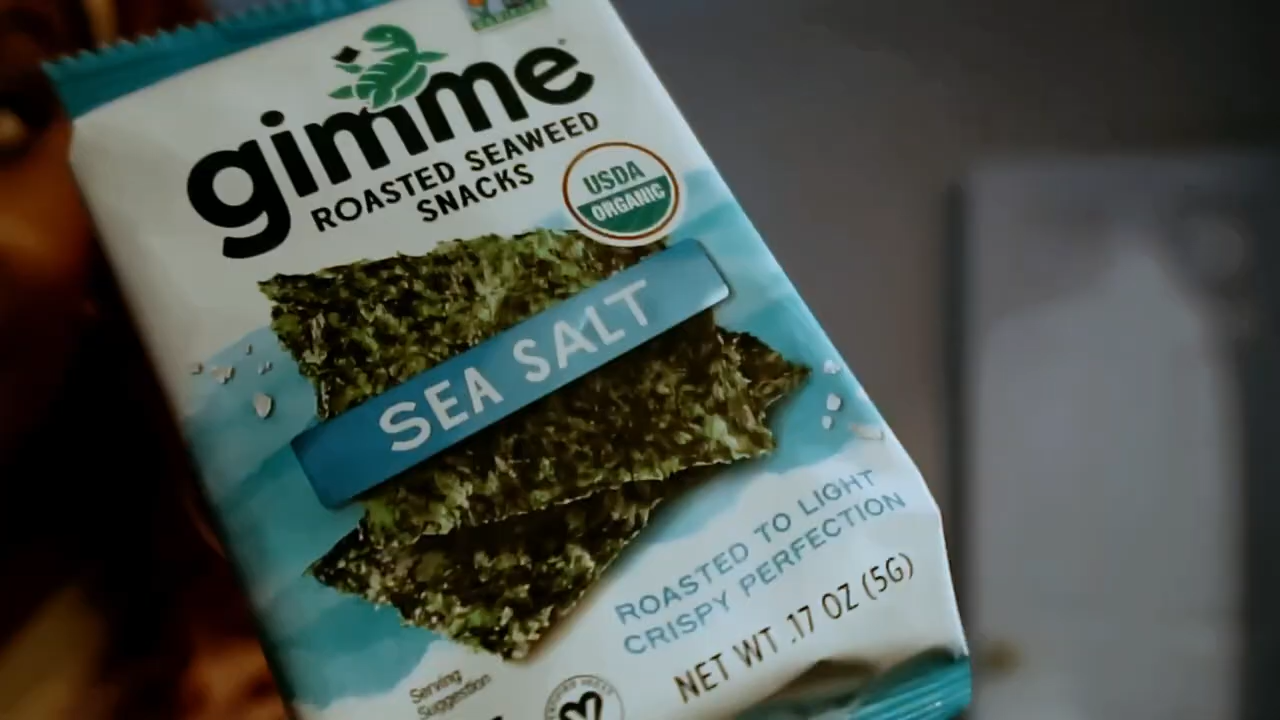 gimme
ROASTED SEAWEED
SNACKS
USDA
ORGANIC
SEA SALT
ROASTED TO LIGHT
CRISPY PERFECTION
NET WT .17 OZ (5G)
Serving
Suggestion